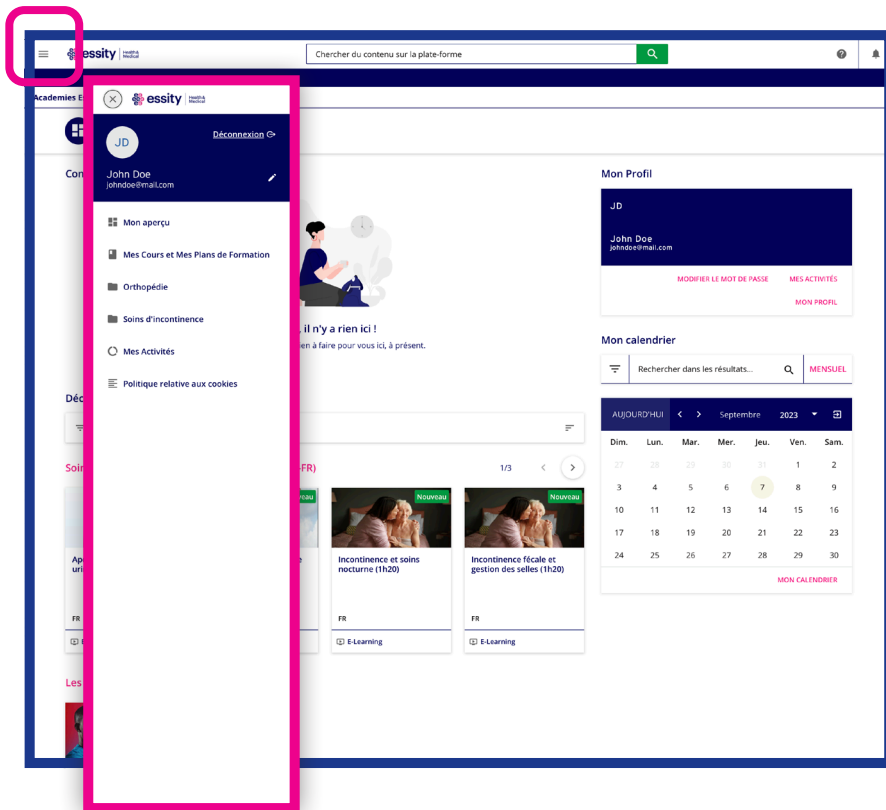 essity Health & Medical
Chercher du contenu sur la plate-forme
Academies E
essity Health & Medical
JD
Déconnexion
John Doe
johndoe@mail.com
Mon aperçu
Mes Cours et Mes Plans de Formation
Orthopédie
Soins d'incontinence
Mes Activités
Politique relative aux cookies
Con
il n'y a rien ici !
en à faire pour vous ici, à présent.
Déc
Soin
FR)
1/3
Nouveau
Nouveau
Incontinence et soins
nocturne (1h20)
Incontinence fécale et
gestion des selles (1h20)
FR
FR
FR
E-Learning
E-Learning
Les
Mon Profil
JD
John Doe
johndoe@mail.com
MODIFIER LE MOT DE PASSE MES ACTIVITÉS
MON PROFIL
Mon calendrier
Rechercher dans les résultats... MENSUEL
AUJOURD'HUI < > Septembre 2023
Dim. Lun. Mar. Mer. Jeu. Ven. Sam.
27 28 29 30 31 1 2
3 4 5 6 7 8 9
10 11 12 13 14 15 16
17 18 19 20 21 22 23
24 25 26 27 28 29 30
MON CALENDRIER